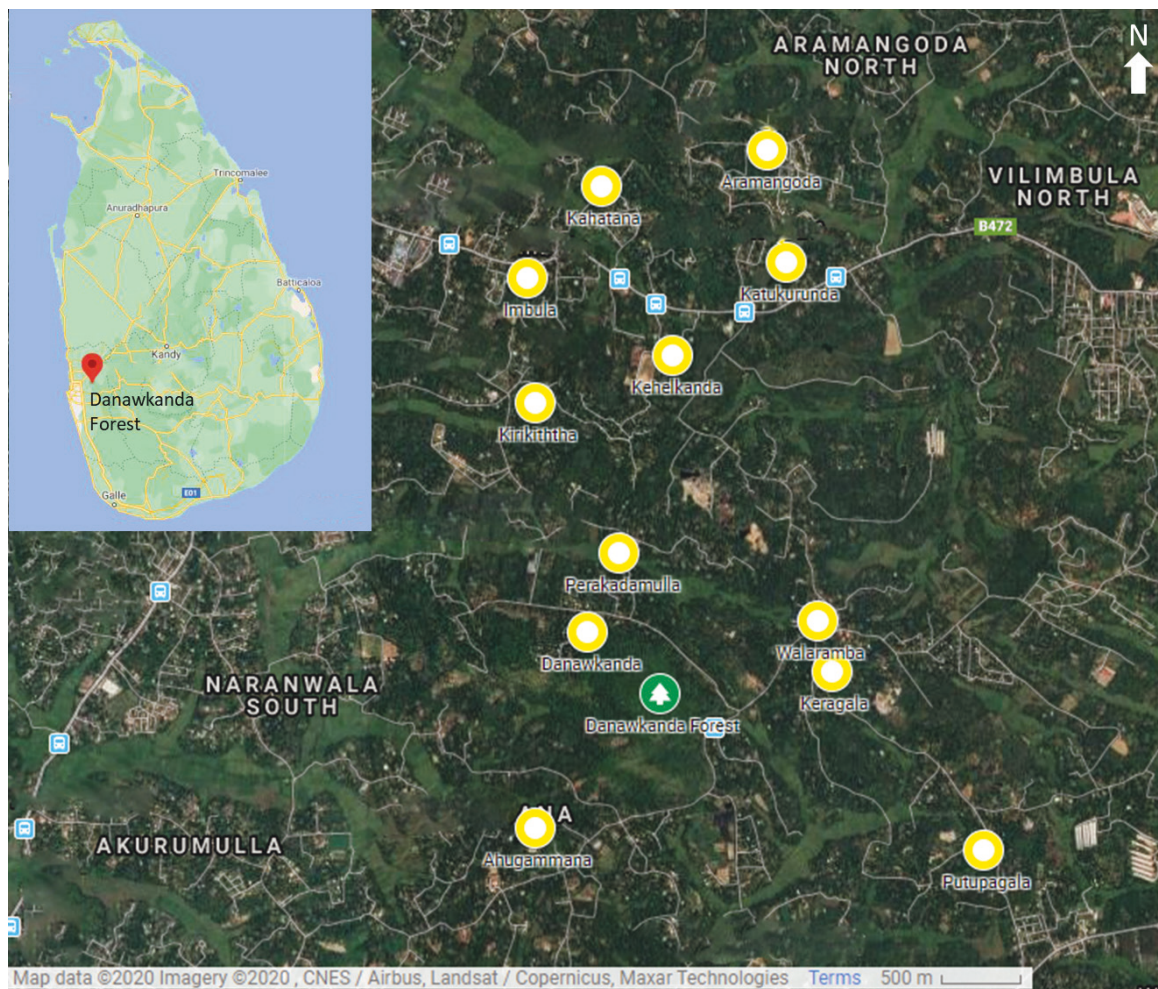 N
ARAMANGODA
NORTH
Trincomalee
Aramangoda
VILIMBULA
NORTH
Anuradhapura
Kahatana
B472
Katukurunda
Batticaloa
Imbula
Kandy
Kehelkanda
Danawkanda
Forest
Kirikiththa
Galle
E01
Perakadamulla
Walaramba
Danawkanda
Keragala
NARANWALA
SOUTH
Danawkanda Forest
AKURUMULLA
Ahugammana
Putupagala
Map data ©2020 Imagery ©2020 , CNES / Airbus, Landsat / Copernicus, Maxar Technologies Terms 500 m